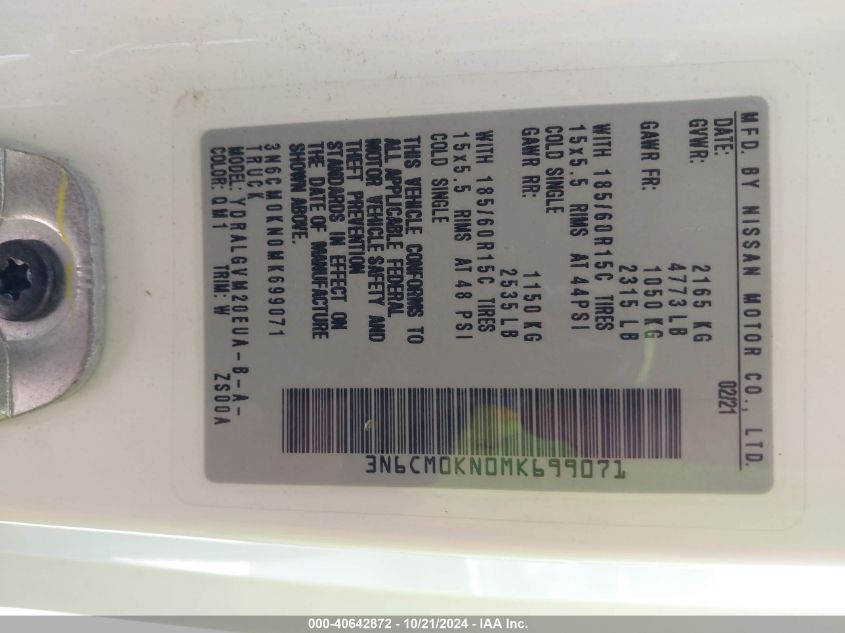 MFD. BY NISSAN MOTOR CO., LTD.
DATE: 02/21
GVWR: 2165 KG
4773 LB
GAWR FR: 1050 KG
2315 LB
WITH 185/60R15C TIRES
15x5.5 RIMS AT 44PSI
COLD SINGLE
GAWR RR: 1150 KG
2535 LB
WITH 185/60R15C TIRES
15x5.5 RIMS AT 48 PSI
COLD SINGLE
THIS VEHICLE CONFORMS TO
ALL APPLICABLE FEDERAL
MOTOR VEHICLE SAFETY AND
THEFT PREVENTION
STANDARDS IN EFFECT ON
THE DATE OF MANUFACTURE
SHOWN ABOVE.
3N6CM0KN0MK699071
TRUCK
MODEL: YDRALGVM20EUA-B-A-
COLOR: QM1 TRIM: W ZS00A
3N6CM0KN0MK699071
000-40642872 - 10/21/2024 - IAA Inc.